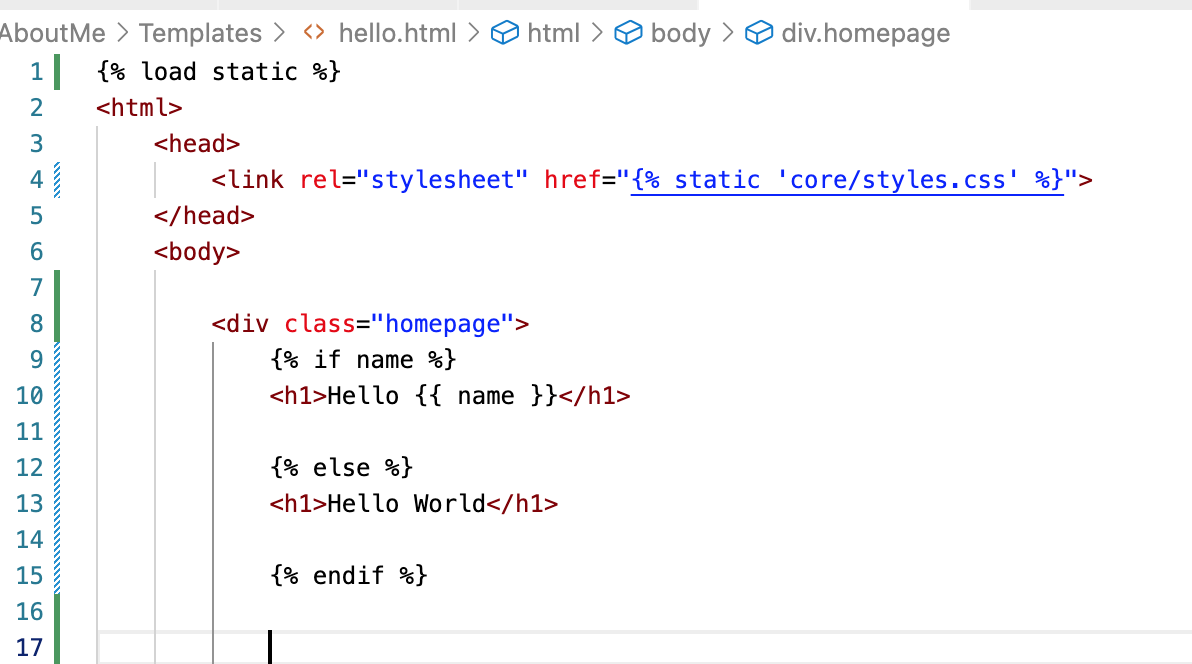 AboutMe > Templates > <> hello.html > html > body > div.homepage
1 {% load static %}
2 <html>
3 <head>
4 <link rel="stylesheet" href="{% static 'core/styles.css' %}">
5 </head>
6 <body>
7
8 <div class="homepage">
9 {% if name %}
10 <h1>Hello {{ name }}</h1>
11
12 {% else %}
13 <h1>Hello World</h1>
14
15 {% endif %}
16
17